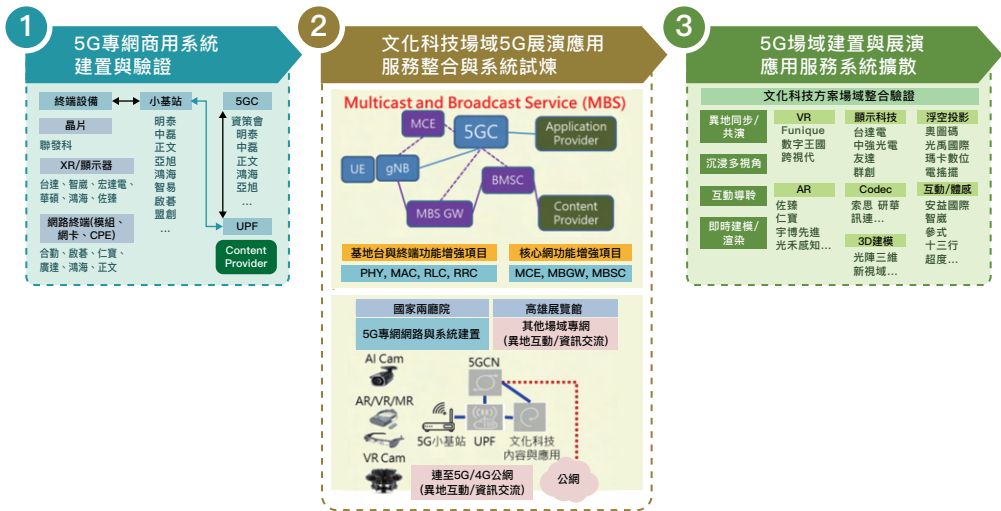 1
5G專網商用系統
建置與驗證
終端設備
小基站
5GC
晶片
聯發科
XR/顯示器
台達、智崴、宏達電、
華碩、鴻海、佐臻
網路終端(模組、
網卡、CPE)
合勤、啟碁、仁寶、
廣達、鴻海、正文
明泰
中磊
正文
亞旭
鴻海
智易
啟碁
盟創
...
資策會
明泰
中磊
正文
鴻海
亞旭
...
UPF
Content
Provider
2
文化科技場域5G展演應用
服務整合與系統試煉
Multicast and Broadcast Service (MBS)
MCE
5GC
Application
Provider
UE
gNB
BMSC
MBS GW
Content
Provider
基地台與終端功能增強項目
核心網功能增強項目
PHY, MAC, RLC, RRC
MCE, MBGW, MBSC
國家兩廳院
高雄展覽館
5G專網網路與系統建置
其他場域專網
(異地互動/資訊交流)
AI Cam
5GCN
AR/VR/MR
5G小基站
UPF
文化科技
內容與應用
VR Cam
連至5G/4G公網
(異地互動/資訊交流)
公網
3
5G場域建置與展演
應用服務系統擴散
文化科技方案場域整合驗證
異地同步/
共演
沉浸多視角
互動導聆
即時建模/
渲染
VR
Funique
數字王國
跨視代
AR
佐臻
仁寶
宇博先進
光禾感知...
顯示科技
台達電
中強光電
友達
群創
Codec
索思 研華
訊連...
3D建模
光陣三維
新視域...
浮空投影
奧圖碼
光禹國際
瑪卡數位
電搖擺
互動/體感
安益國際
智崴
參式
十三行
超度...